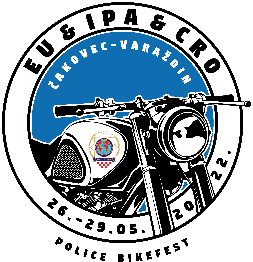 EU & IPA & CRO
ČAKOVEC-VARAŽDIN
26.-29.05. 2022.
POLICE BIKEFEST